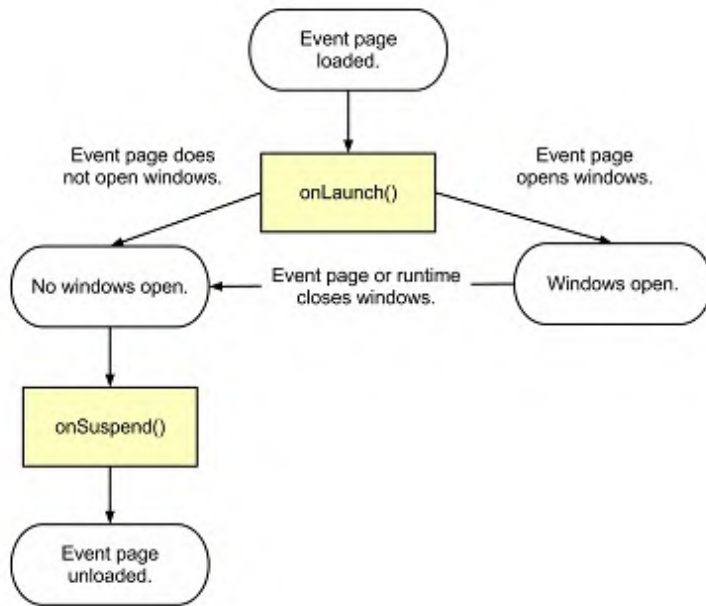 Event page
loaded.
Event page does
not open windows.
onLaunch()
Event page
opens windows.
No windows open.
Event page or runtime
closes windows.
Windows open.
onSuspend()
Event page
unloaded.